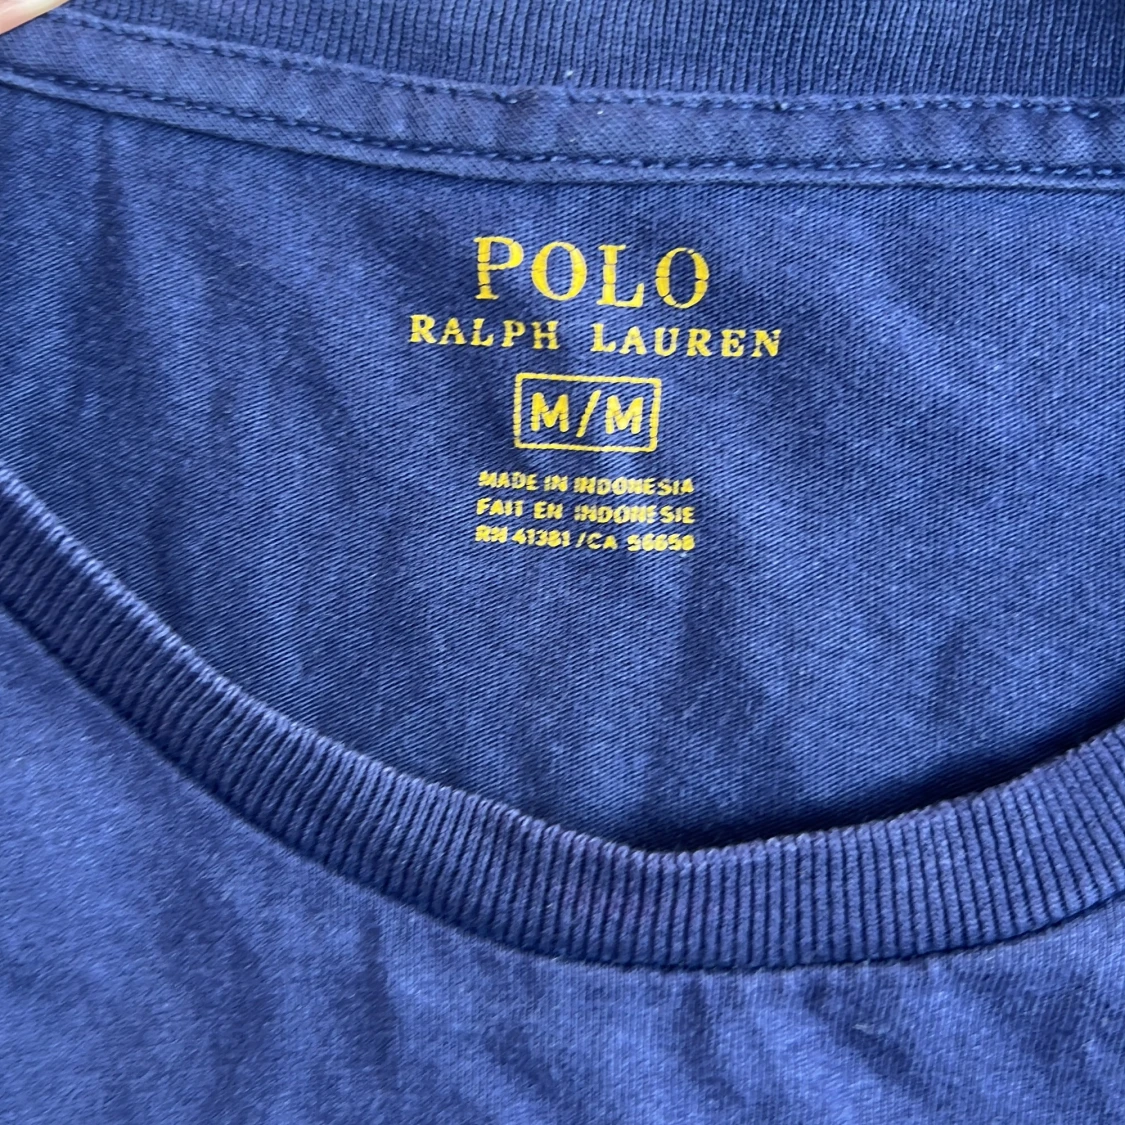 POLO
RALPH LAUREN
M/M
MADE IN INDONESIA
FAIT EN INDONESIE
RN 41381 / CA 56658